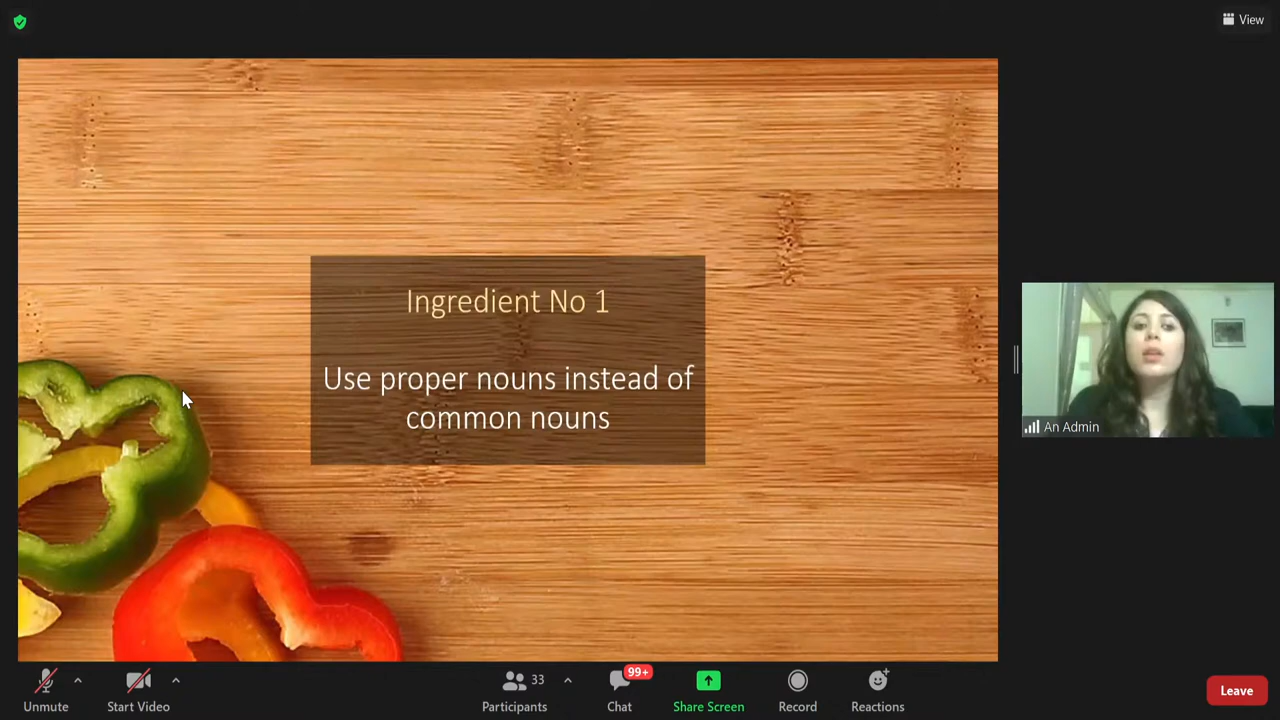 View
Ingredient No 1
Use proper nouns instead of
common nouns
An Admin
33
99+
Unmute
Start Video
Participants
Chat
Share Screen
Record
Reactions
Leave